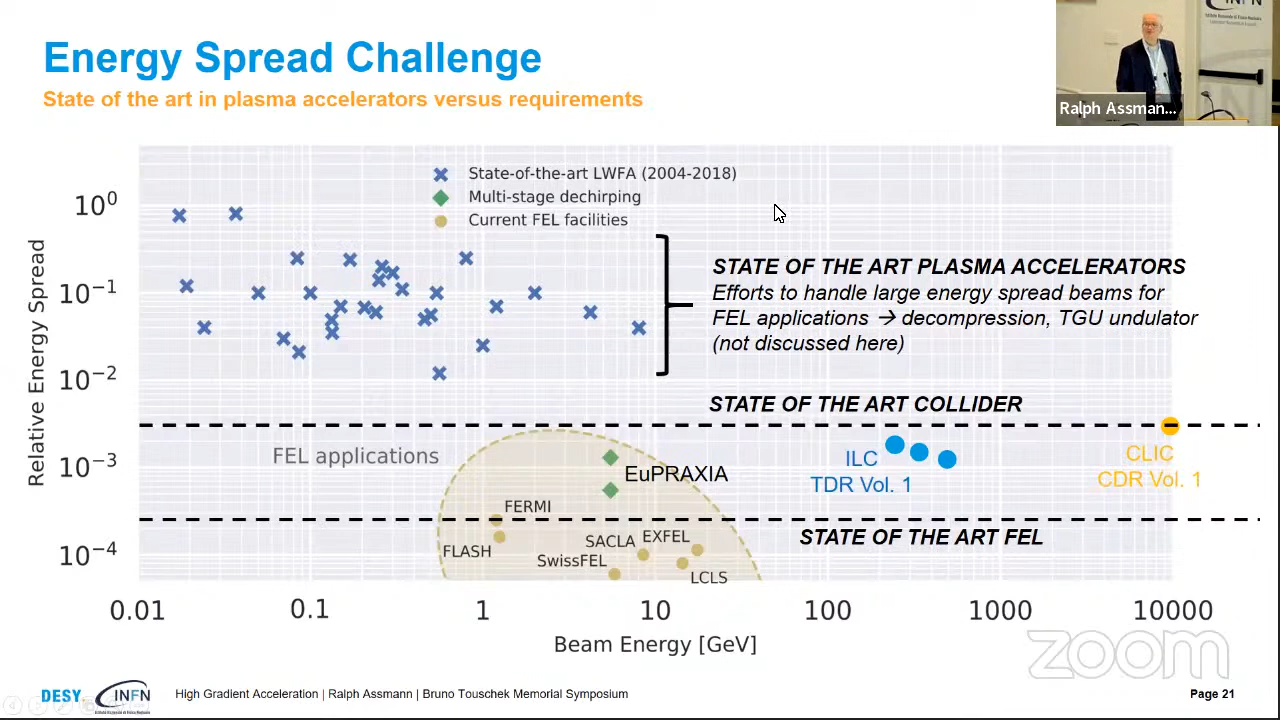 Energy Spread Challenge
State of the art in plasma accelerators versus requirements
INFN
Ralph Assman...
State-of-the-art LWFA (2004-2018)
Multi-stage dechirping
Current FEL facilities
Relative Energy Spread
10⁰
10⁻¹
10⁻²
10⁻³
10⁻⁴
STATE OF THE ART PLASMA ACCELERATORS
Efforts to handle large energy spread beams for
FEL applications → decompression, TGU undulator
(not discussed here)
STATE OF THE ART COLLIDER
FEL applications
EuPRAXIA
ILC
TDR Vol. 1
CLIC
CDR Vol. 1
FERMI
FLASH
SACLA
EXFEL
SwissFEL
LCLS
STATE OF THE ART FEL
0.01 0.1 1 10 100 1000 10000
Beam Energy [GeV]
zoom
DESY.
INFN
High Gradient Acceleration | Ralph Assmann | Bruno Touschek Memorial Symposium
Page 21